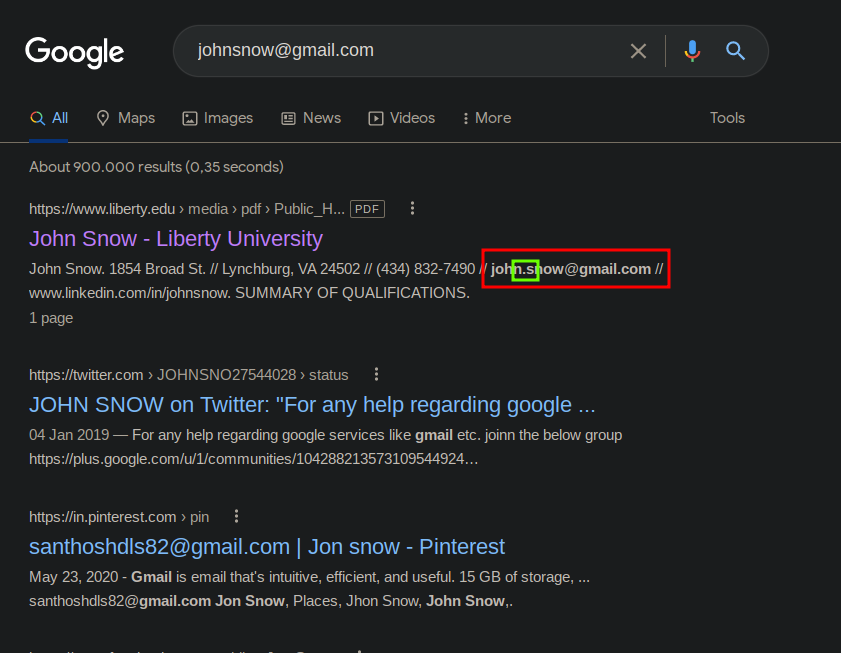 Google johnsnow@gmail.com
All Maps Images News Videos More Tools
About 900.000 results (0,35 seconds)
https://www.liberty.edu › media › pdf › Public_H... PDF
John Snow - Liberty University
John Snow. 1854 Broad St. // Lynchburg, VA 24502 // (434) 832-7490 // john.snow@gmail.com //
www.linkedin.com/in/johnsnow. SUMMARY OF QUALIFICATIONS.
1 page
https://twitter.com › JOHNSNO27544028 › status
JOHN SNOW on Twitter: "For any help regarding google ...
04 Jan 2019 — For any help regarding google services like gmail etc. joinn the below group
https://plus.google.com/u/1/communities/104288213573109544924…
https://in.pinterest.com › pin
santhoshdls82@gmail.com | Jon snow - Pinterest
May 23, 2020 - Gmail is email that's intuitive, efficient, and useful. 15 GB of storage, ...
santhoshdls82@gmail.com Jon Snow, Places, Jhon Snow, John Snow,.